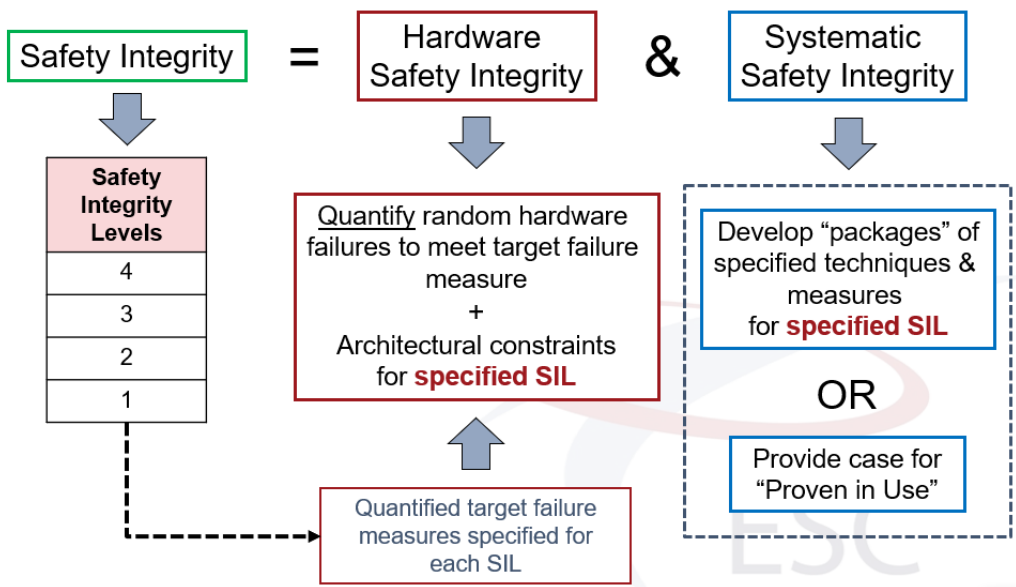 Safety Integrity
=
Hardware
Safety Integrity
&
Systematic
Safety Integrity
Safety
Integrity
Levels
4
3
2
1
Quantify random hardware
failures to meet target failure
measure
+
Architectural constraints
for specified SIL
Quantified target failure
measures specified for
each SIL
Develop “packages” of
specified techniques &
measures
for specified SIL
OR
Provide case for
“Proven in Use”
ESC